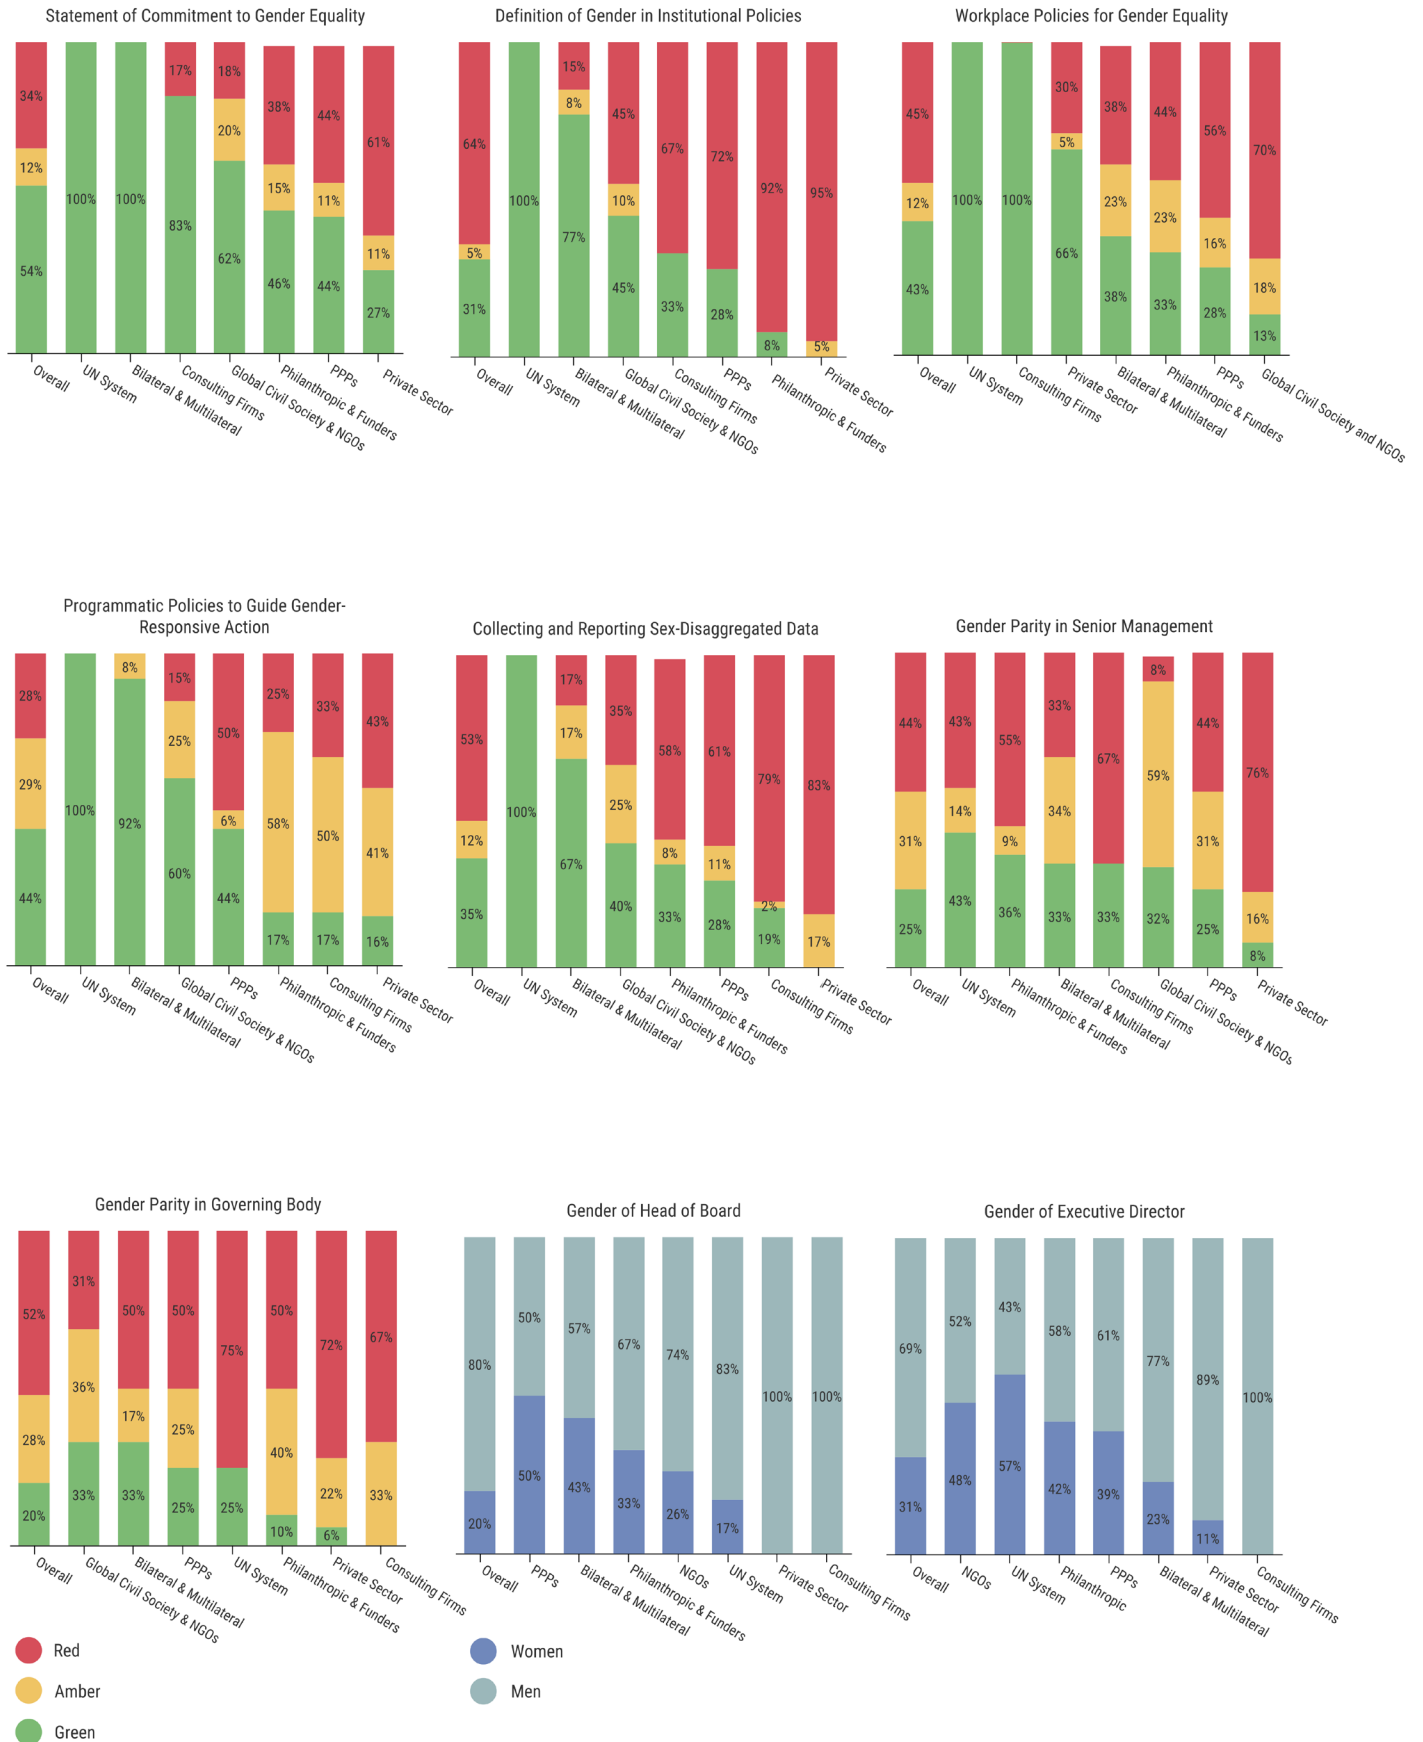 Statement of Commitment to Gender Equality
34%
12%
54%
100%
100%
17%
83%
18%
20%
62%
38%
15%
46%
44%
11%
44%
61%
11%
27%
Overall
UN System
Bilateral & Multilateral
Consulting Firms
Global Civil Society & NGOs
Philanthropic & Funders
PPPs
Private Sector
Definition of Gender in Institutional Policies
64%
5%
31%
100%
15%
8%
77%
45%
10%
45%
67%
33%
72%
28%
92%
8%
95%
5%
Overall
UN System
Bilateral & Multilateral
Global Civil Society & NGOs
Consulting Firms
PPPs
Philanthropic & Funders
Private Sector
Workplace Policies for Gender Equality
45%
12%
43%
100%
100%
30%
5%
66%
38%
23%
38%
44%
23%
33%
56%
16%
28%
70%
18%
13%
Overall
UN System
Consulting Firms
Private Sector
Bilateral & Multilateral
Philanthropic & Funders
PPPs
Global Civil Society and NGOs
Programmatic Policies to Guide Gender-
Responsive Action
28%
29%
44%
100%
8%
92%
15%
25%
60%
50%
6%
44%
25%
58%
17%
33%
50%
17%
43%
41%
16%
Overall
UN System
Bilateral & Multilateral
Global Civil Society & NGOs
PPPs
Philanthropic & Funders
Consulting Firms
Private Sector
Collecting and Reporting Sex-Disaggregated Data
53%
12%
35%
100%
17%
17%
67%
35%
25%
40%
58%
8%
33%
61%
11%
28%
79%
2%
19%
83%
17%
Overall
UN System
Bilateral & Multilateral
Global Civil Society & NGOs
Philanthropic & Funders
PPPs
Consulting Firms
Private Sector
Gender Parity in Senior Management
44%
31%
25%
43%
14%
43%
55%
9%
36%
33%
34%
33%
67%
33%
8%
59%
32%
44%
31%
25%
76%
16%
8%
Overall
UN System
Philanthropic & Funders
Bilateral & Multilateral
Consulting Firms
Global Civil Society & NGOs
PPPs
Private Sector
Gender Parity in Governing Body
52%
28%
20%
31%
36%
33%
50%
17%
33%
50%
25%
25%
75%
25%
50%
40%
10%
72%
22%
6%
67%
33%
Overall
Global Civil Society & NGOs
Bilateral & Multilateral
PPPs
UN System
Philanthropic & Funders
Private Sector
Consulting Firms
Gender of Head of Board
80%
20%
50%
50%
57%
43%
67%
33%
74%
26%
83%
17%
100%
100%
Overall
PPPs
Bilateral & Multilateral
Philanthropic & Funders
NGOs
UN System
Private Sector
Consulting Firms
Gender of Executive Director
69%
31%
52%
48%
43%
57%
58%
42%
61%
39%
77%
23%
89%
11%
100%
Overall
NGOs
UN System
Philanthropic
PPPs
Bilateral & Multilateral
Private Sector
Consulting Firms
Red
Amber
Green
Women
Men